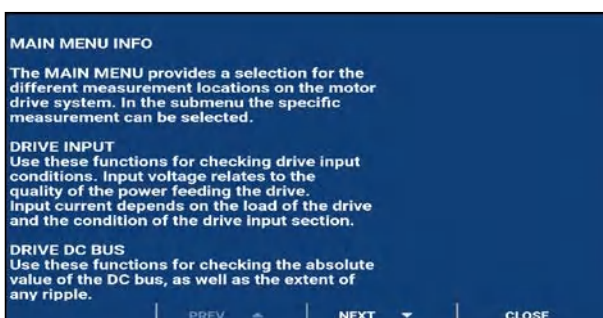 MAIN MENU INFO
The MAIN MENU provides a selection for the
different measurement locations on the motor
drive system. In the submenu the specific
measurement can be selected.
DRIVE INPUT
Use these functions for checking drive input
conditions. Input voltage relates to the
quality of the power feeding the drive.
Input current depends on the load of the drive
and the condition of the drive input section.
DRIVE DC BUS
Use these functions for checking the absolute
value of the DC bus, as well as the extent of
any ripple.
PREV NEXT CLOSE